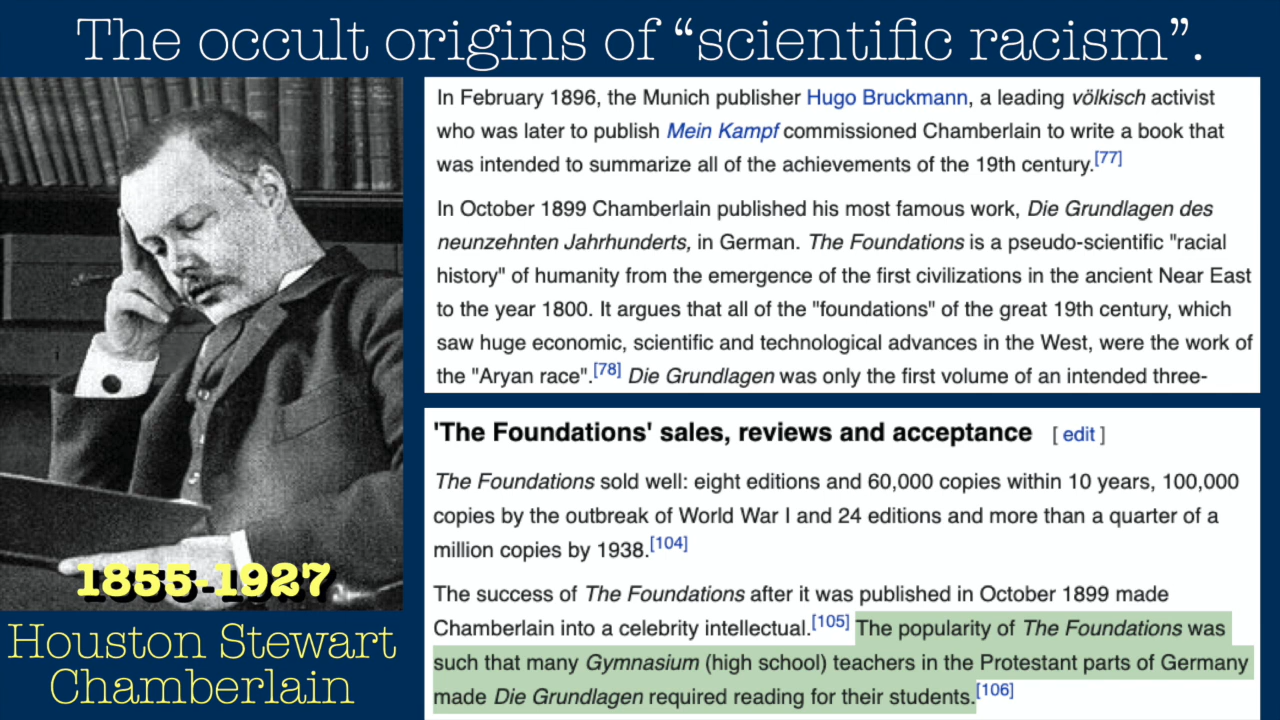 The occult origins of “scientific racism”.
In February 1896, the Munich publisher Hugo Bruckmann, a leading völkisch activist
who was later to publish Mein Kampf commissioned Chamberlain to write a book that
was intended to summarize all of the achievements of the 19th century.[77]
In October 1899 Chamberlain published his most famous work, Die Grundlagen des
neunzehnten Jahrhunderts, in German. The Foundations is a pseudo-scientific "racial
history" of humanity from the emergence of the first civilizations in the ancient Near East
to the year 1800. It argues that all of the "foundations" of the great 19th century, which
saw huge economic, scientific and technological advances in the West, were the work of
the "Aryan race".[78] Die Grundlagen was only the first volume of an intended three-
'The Foundations' sales, reviews and acceptance [ edit ]
The Foundations sold well: eight editions and 60,000 copies within 10 years, 100,000
copies by the outbreak of World War I and 24 editions and more than a quarter of a
million copies by 1938.[104]
The success of The Foundations after it was published in October 1899 made
Chamberlain into a celebrity intellectual.[105] The popularity of The Foundations was
such that many Gymnasium (high school) teachers in the Protestant parts of Germany
made Die Grundlagen required reading for their students.[106]
1855-1927
Houston Stewart
Chamberlain